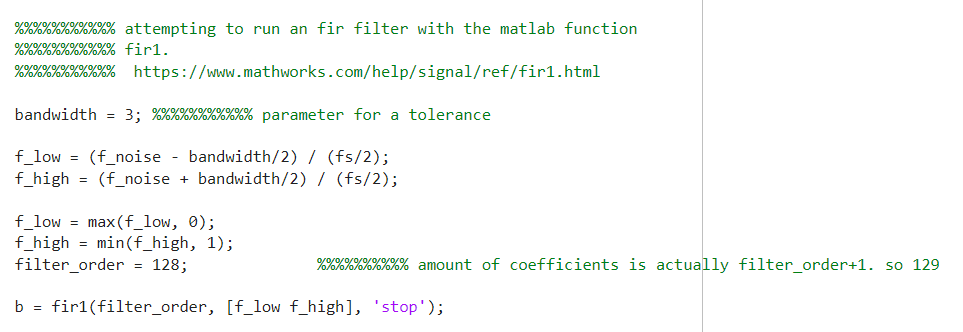 %%%%%%%%%%% attempting to run an fir filter with the matlab function
%%%%%%%%%%% fir1.
%%%%%%%%%%%  https://www.mathworks.com/help/signal/ref/fir1.html
bandwidth = 3; %%%%%%%%%%% parameter for a tolerance
f_low = (f_noise - bandwidth/2) / (fs/2);
f_high = (f_noise + bandwidth/2) / (fs/2);
f_low = max(f_low, 0);
f_high = min(f_high, 1);
filter_order = 128;              %%%%%%%%%% amount of coefficients is actually filter_order+1. so 129
b = fir1(filter_order, [f_low f_high], 'stop');